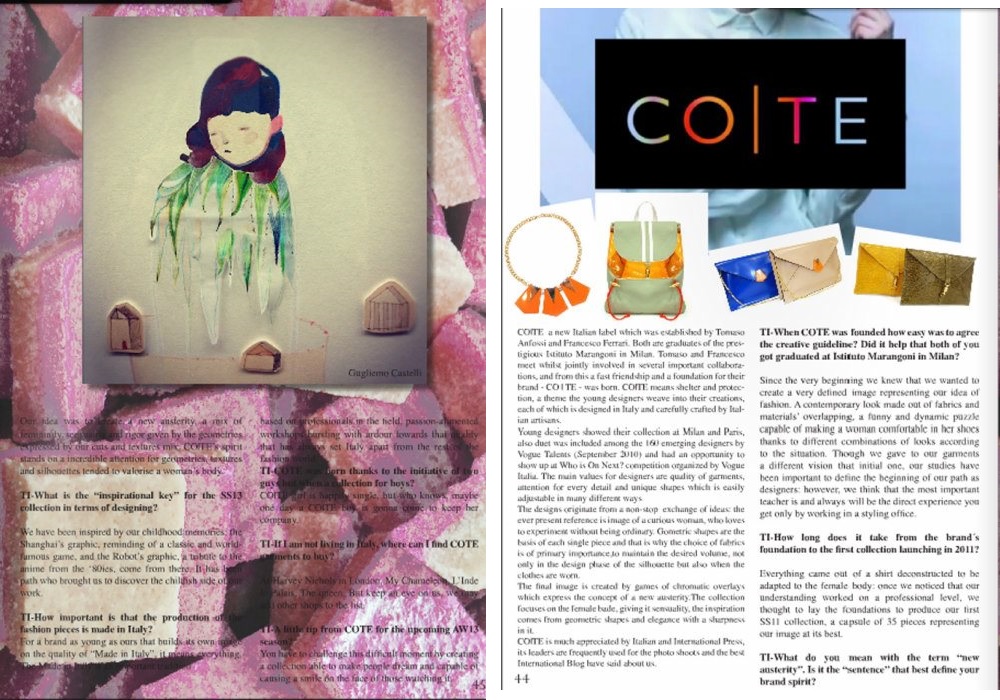 Gugliemo Castelli
Our idea was to create a new austerity, a mix of
femininity, sensuality and rigor given by the geometries
expressed by our cuts and textures mix. COITE's spirit
stands on a incredible attention for geometries, textures
and silhouettes tended to valorise a woman's body.
TI-What is the “inspirational key” for the SS13
collection in terms of designing?
We have been inspired by our childhood memories: the
Shanghai's graphic, reminding of a classic and world-
famous game, and the Robot's graphic, a tribute to the
anime from the ‘80ies, come from there. It has been
path who brought us to discover the childish side of our
work.
TI-How important is that the production of the
fashion pieces is made in Italy?
For a brand as young as ours that builds its own image
on the quality of “Made in Italy”, it means everything.
The Made in Italy is important tradition
based on professionals in the field, passion-alimented
workshops bursting with ardour towards that quality
that has always set Italy apart from the rest of the
fashion world.
TI-COTE was born thanks to the initiative of two
guys but when a collection for boys?
COITE girl is happily single, but who knows, maybe
one day a COITE boy is gonna come to keep her
company.
TI-If I am not living in Italy, where can I find COTE
garments to buy?
At Harvey Nichols in London, My Chameleon, L'Inde
Palais, The queen. But keep an eye on us, we may
add other shops to the list.
TI-A little tip from COTE for the upcoming AW13
season?
You have to challenge this difficult moment by creating
a collection able to make people dream and capable of
causing a smile on the face of those watching it.
45
CO|TE
COITE a new Italian label which was established by Tomaso
Anfossi and Francesco Ferrari. Both are graduates of the pres-
tigious Istituto Marangoni in Milan. Tomaso and Francesco
meet whilst jointly involved in several important collabora-
tions, and from this a fast friendship and a foundation for their
brand - CO I TE - was born. COITE means shelter and protec-
tion, a theme the young designers weave into their creations,
each of which is designed in Italy and carefully crafted by Ital-
ian artisans.
Young designers showed their collection at Milan and Paris,
also duet was included among the 160 emerging designers by
Vogue Talents (September 2010) and had an opportunity to
show up at Who is On Next? competition organized by Vogue
Italia. The main values for designers are quality of garments,
attention for every detail and unique shapes which is easily
adjustable in many different ways.
The designs originate from a non-stop exchange of ideas: the
ever present reference is image of a curious woman, who loves
to experiment without being ordinary. Gometric shapes are the
basis of each single piece and that is why the choice of fabrics
is of primary importance,to maintain the desired volume, not
only in the design phase of the silhouette but also when the
clothes are worn.
The final image is created by games of chromatic overlays
which express the concept of a new austerity.The collection
focuses on the female bade, giving it sensuality, the inspiration
comes from geometric shapes and elegance with a sharpness
in it.
COITE is much appreciated by Italian and International Press,
its leaders are frequently used for the photo shoots and the best
International Blog have said about us.
44
TI-When COTE was founded how easy was to agree
the creative guideline? Did it help that both of you
got graduated at Istituto Marangoni in Milan?
Since the very beginning we knew that we wanted to
create a very defined image representing our idea of
fashion. A contemporary look made out of fabrics and
materials' overlapping, a funny and dynamic puzzle
capable of making a woman comfortable in her shoes
thanks to different combinations of looks according
to the situation. Though we gave to our garments
a different vision that initial one, our studies have
been important to define the beginning of our path as
designers: however, we think that the most important
teacher is and always will be the direct experience you
get only by working in a styling office.
TI-How long does it take from the brand´s
foundation to the first collection launching in 2011?
Everything came out of a shirt deconstructed to be
adapted to the female body: once we noticed that our
understanding worked on a professional level, we
thought to lay the foundations to produce our first
SS11 collection, a capsule of 35 pieces representing
our image at its best.
TI-What do you mean with the term “new
austerity”. Is it the “sentence” that best define your
brand spirit?